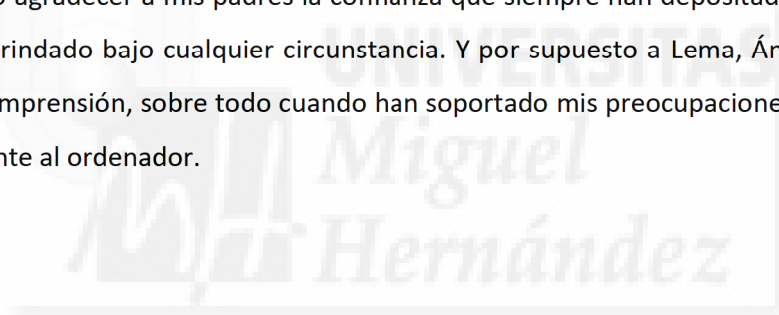 agradecer a mis padres la confianza que siempre han depositad
rindado bajo cualquier circunstancia. Y por supuesto a Lema, Án
UNIVERSITAS
mprensión, sobre todo cuando han soportado mis preocupacione
nte al ordenador.
Miguel
Hernández